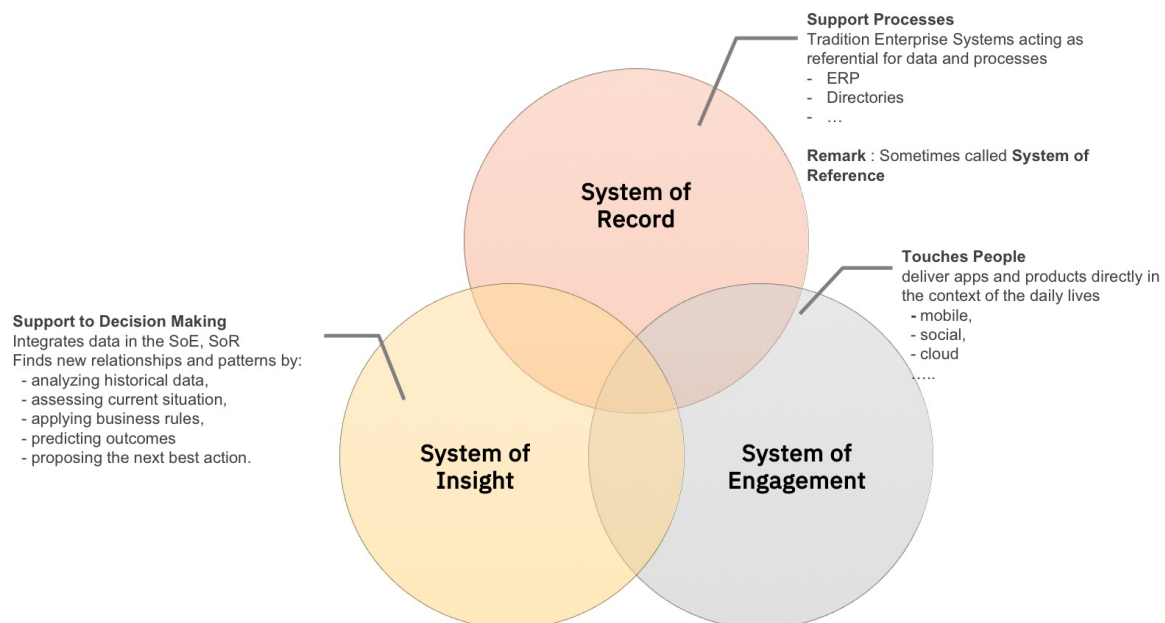 Support Processes
Tradition Enterprise Systems acting as
referential for data and processes
- ERP
- Directories
- ...
Remark : Sometimes called System of
Reference
System of
Record
Touches People
deliver apps and products directly in
the context of the daily lives
- mobile,
- social,
- cloud
.....
Support to Decision Making
Integrates data in the SoE, SoR
Finds new relationships and patterns by:
- analyzing historical data,
- assessing current situation,
- applying business rules,
- predicting outcomes
- proposing the next best action.
System of
Insight
System of
Engagement